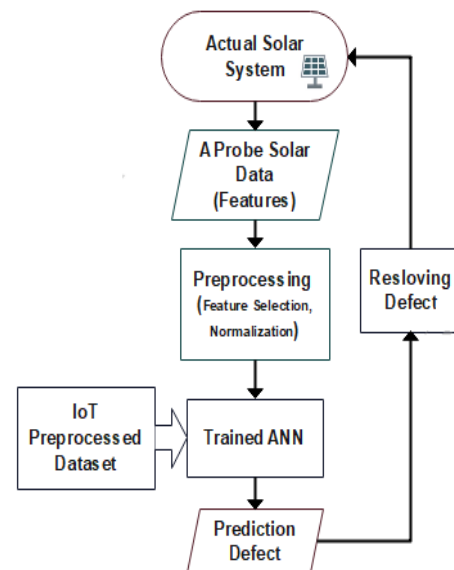 Actual Solar
System
A Probe Solar
Data
(Features)
Preprocessing
(Feature Selection,
Normalization)
Resloving
Defect
IoT
Preprocessed
Dataset
Trained ANN
Prediction
Defect